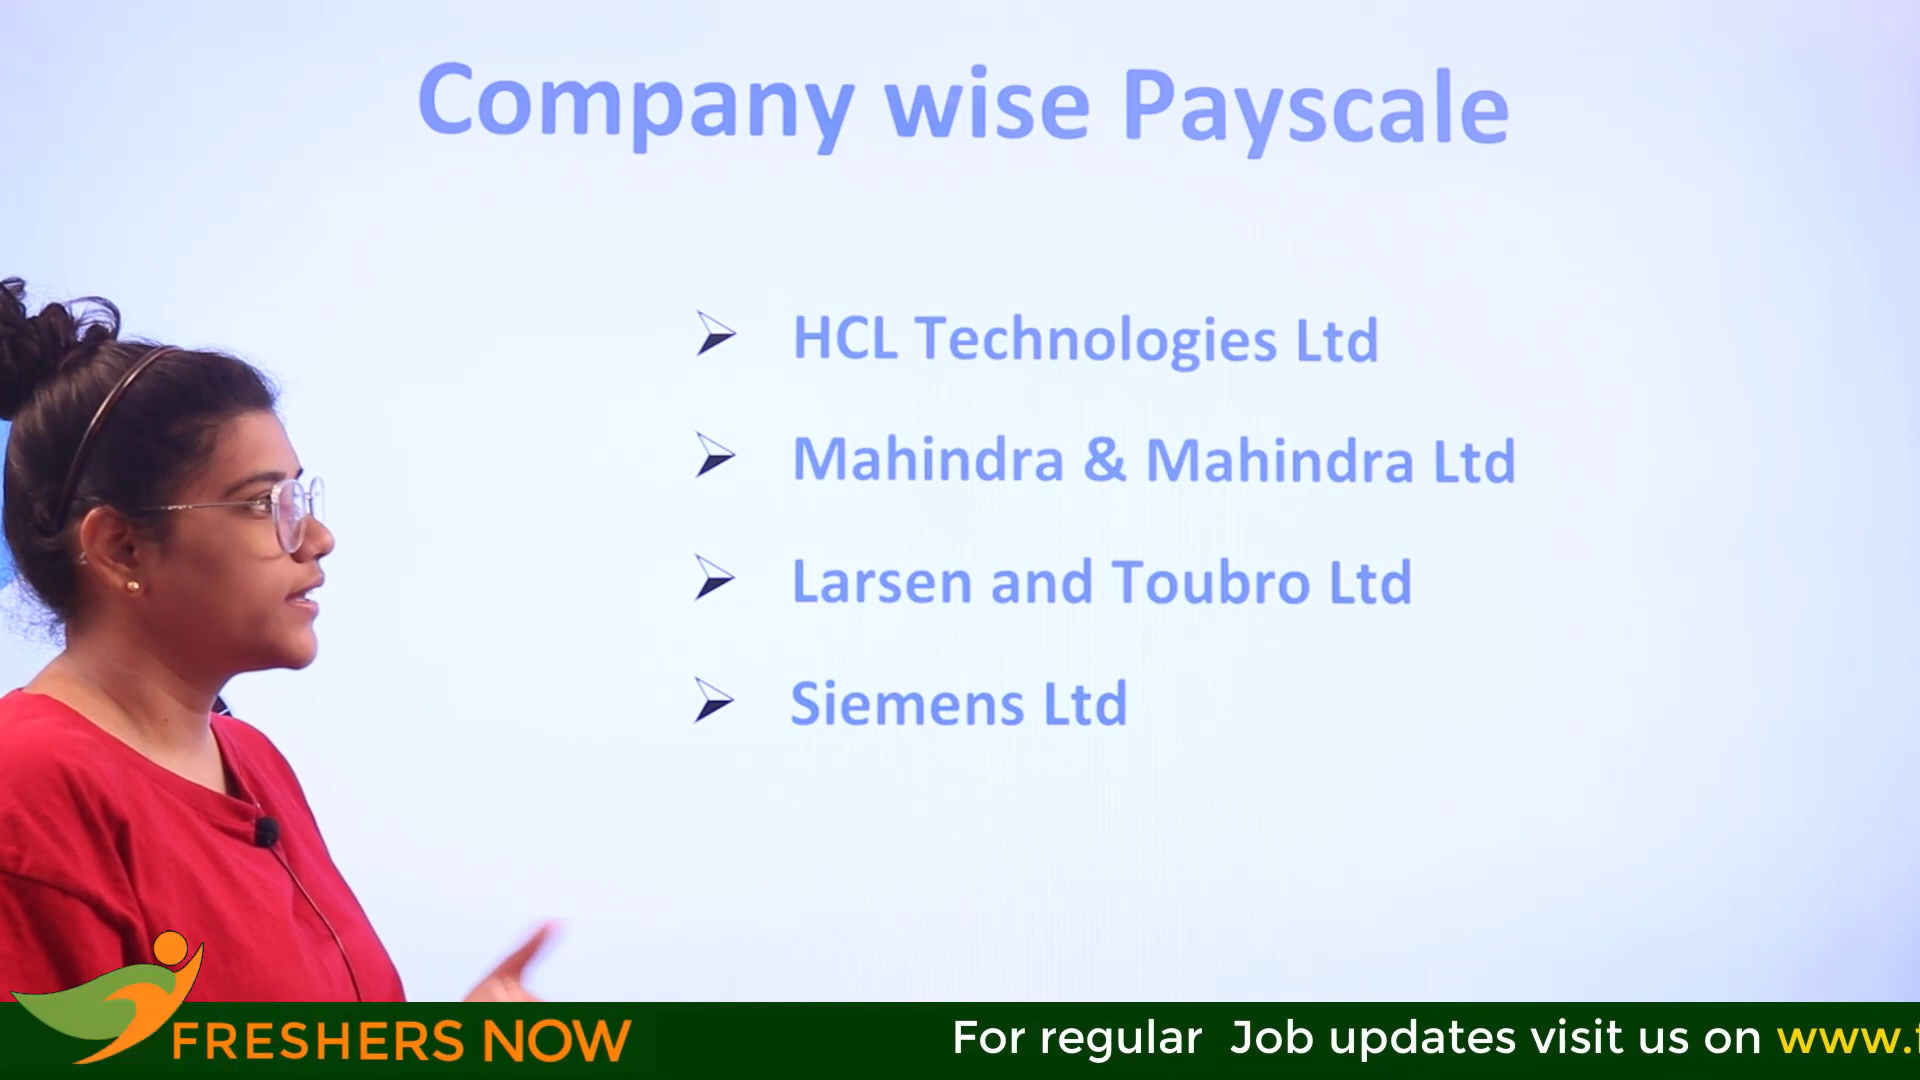 Company wise Payscale
HCL Technologies Ltd
Mahindra & Mahindra Ltd
Larsen and Toubro Ltd
Siemens Ltd
FRESHERS NOW
For regular Job updates visit us on www.